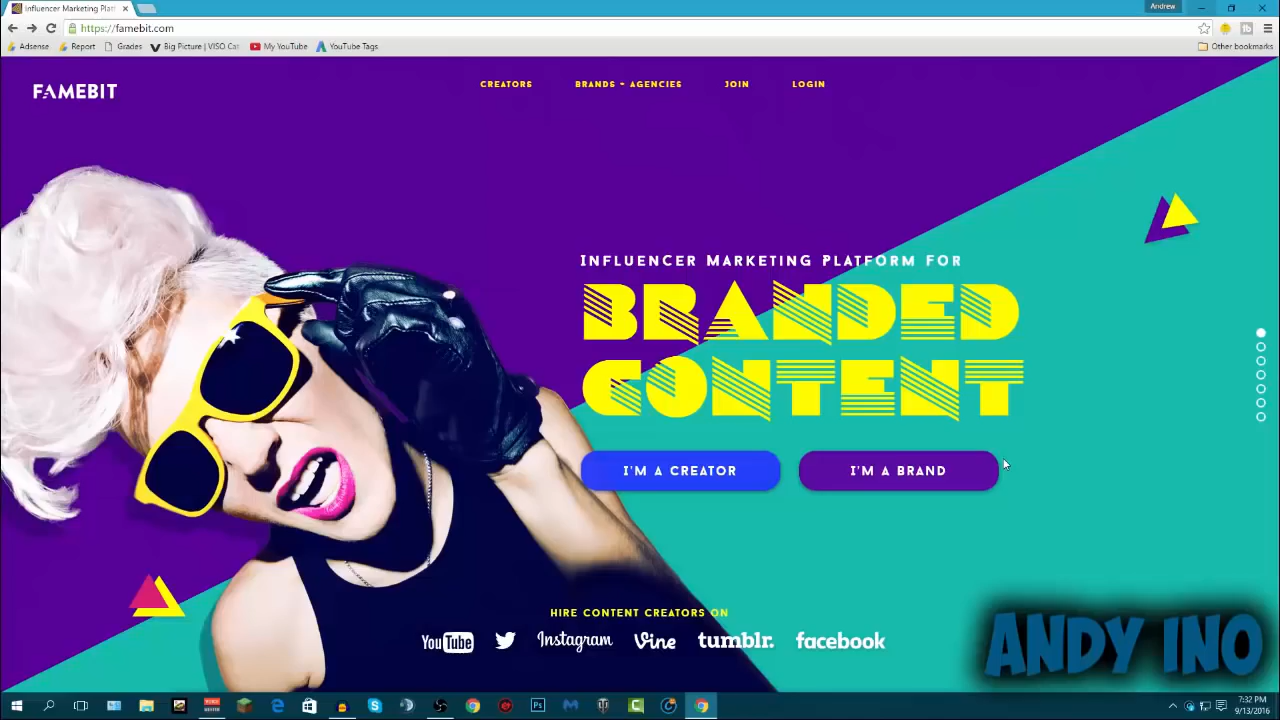 Influencer Marketing Plat
Andrew
https://famebit.com
Adsense
Report
Grades
Big Picture | VISO Cat
My YouTube
YouTube Tags
Other bookmarks
FAMEBIT
CREATORS
BRANDS - AGENCIES
JOIN
LOGIN
INFLUENCER MARKETING PLATFORM FOR
BRANDED
CONTENT
I'M A CREATOR
I'M A BRAND
HIRE CONTENT CREATORS ON
YouTube
Instagram
Vine
tumblr.
facebook
ANDY INO
7:32 PM
9/13/2016